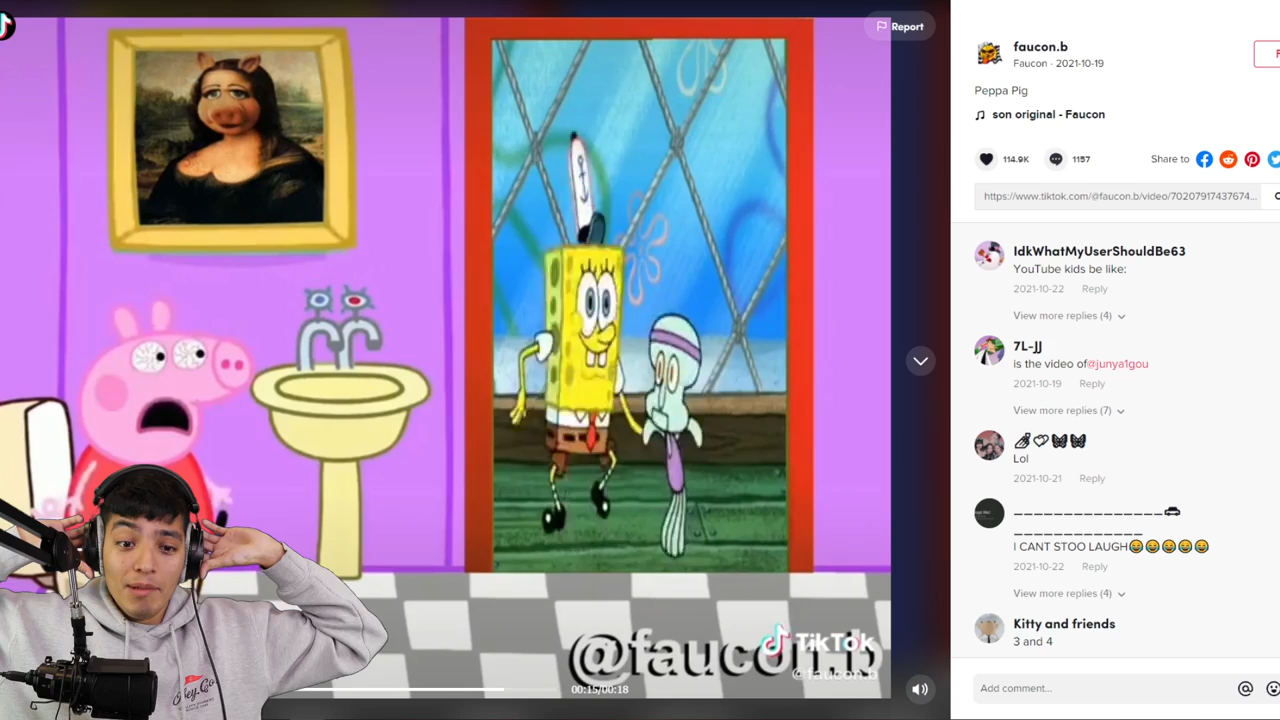 Report
faucon.b
Faucon · 2021-10-19
Peppa Pig
son original - Faucon
114.9K
1157
Share to
https://www.tiktok.com/@faucon.b/video/70207917437674...
IdkWhatMyUserShouldBe63
YouTube kids be like:
2021-10-22 Reply
View more replies (4)
7L-JJ
is the video of@junya1gou
2021-10-19 Reply
View more replies (7)
Lol
2021-10-21 Reply
I CANT STOO LAUGH😂😂😂😂😂
2021-10-22 Reply
View more replies (4)
Kitty and friends
3 and 4
Add comment...
@faucon.b
TikTok
@faucon.b
00:15/00:18